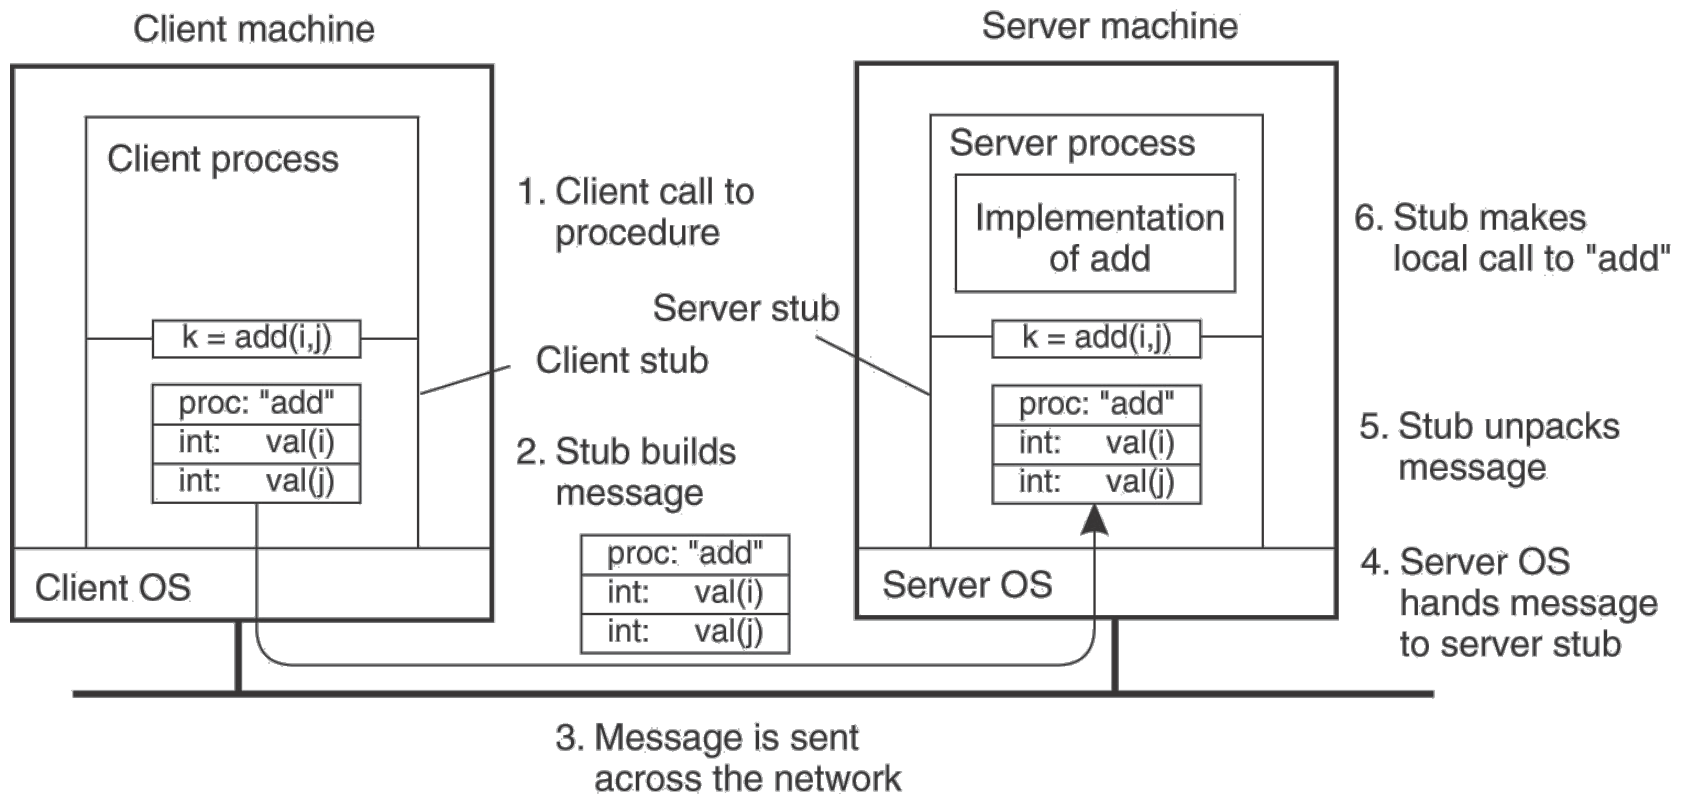 Client machine
Server machine
Client process
1. Client call to
procedure
Server process
Implementation
of add
6. Stub makes
local call to "add"
Server stub
k = add(i,j)
Client stub
k = add(i,j)
proc: "add"
int: val(i)
int: val(j)
2. Stub builds
message
proc: "add"
int: val(i)
int: val(j)
proc: "add"
int: val(i)
int: val(j)
5. Stub unpacks
message
Client OS
Server OS
4. Server OS
hands message
to server stub
3. Message is sent
across the network